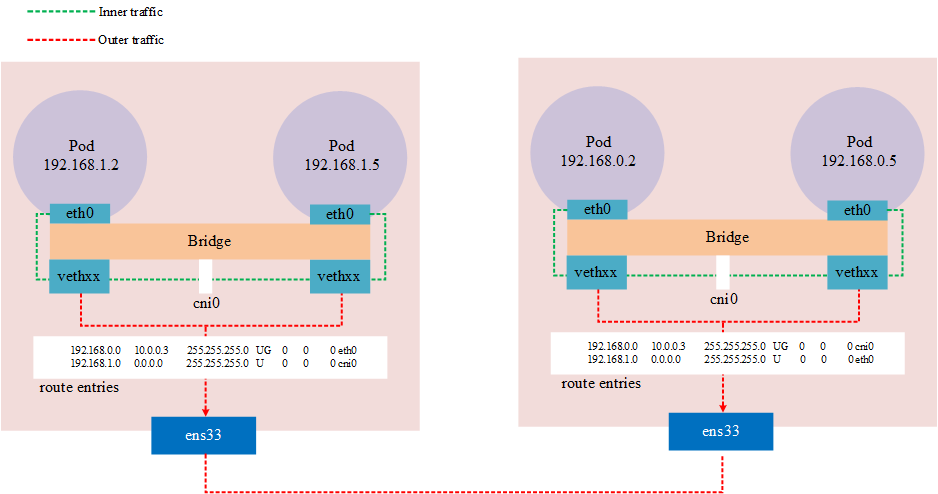 Inner traffic
Outer traffic
Pod
192.168.1.2
Pod
192.168.1.5
eth0
eth0
Bridge
vethxx
vethxx
cni0
192.168.0.0 10.0.0.3 255.255.255.0 UG 0 0 0 eth0
192.168.1.0 0.0.0.0 255.255.255.0 U 0 0 0 cni0
route entries
ens33
Pod
192.168.0.2
Pod
192.168.0.5
eth0
eth0
Bridge
vethxx
vethxx
cni0
192.168.0.0 10.0.0.3 255.255.255.0 UG 0 0 0 cni0
192.168.1.0 0.0.0.0 255.255.255.0 U 0 0 0 eth0
route entries
ens33